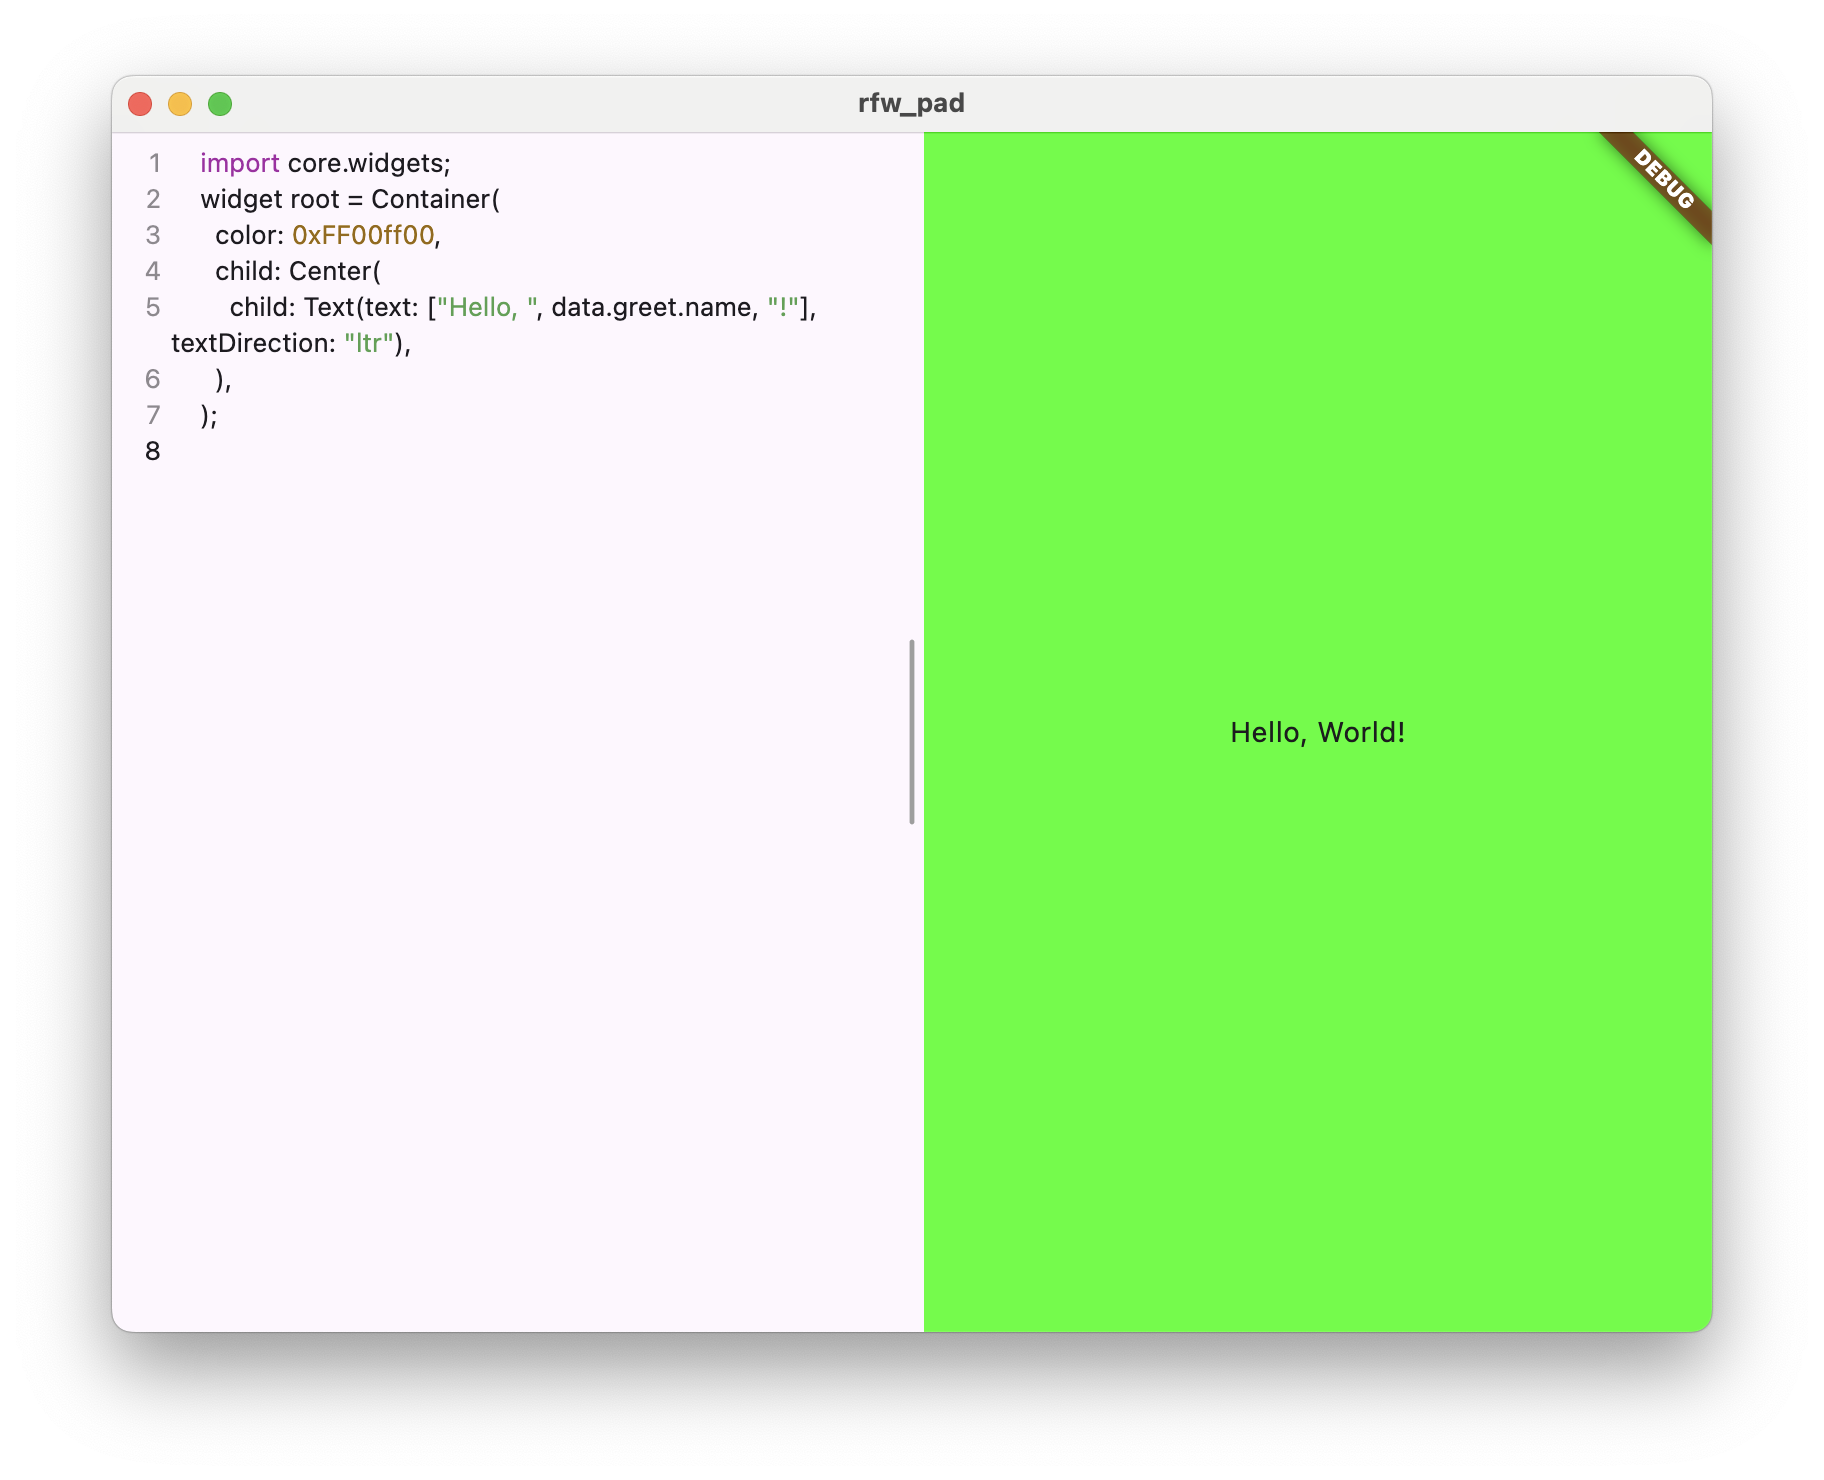 rfw_pad
1 import core.widgets;
2 widget root = Container(
3 color: 0xFF00ff00,
4 child: Center(
5 child: Text(text: ["Hello, ", data.greet.name, "!"],
textDirection: "ltr"),
6 ),
7 );
8
DEBUG
Hello, World!